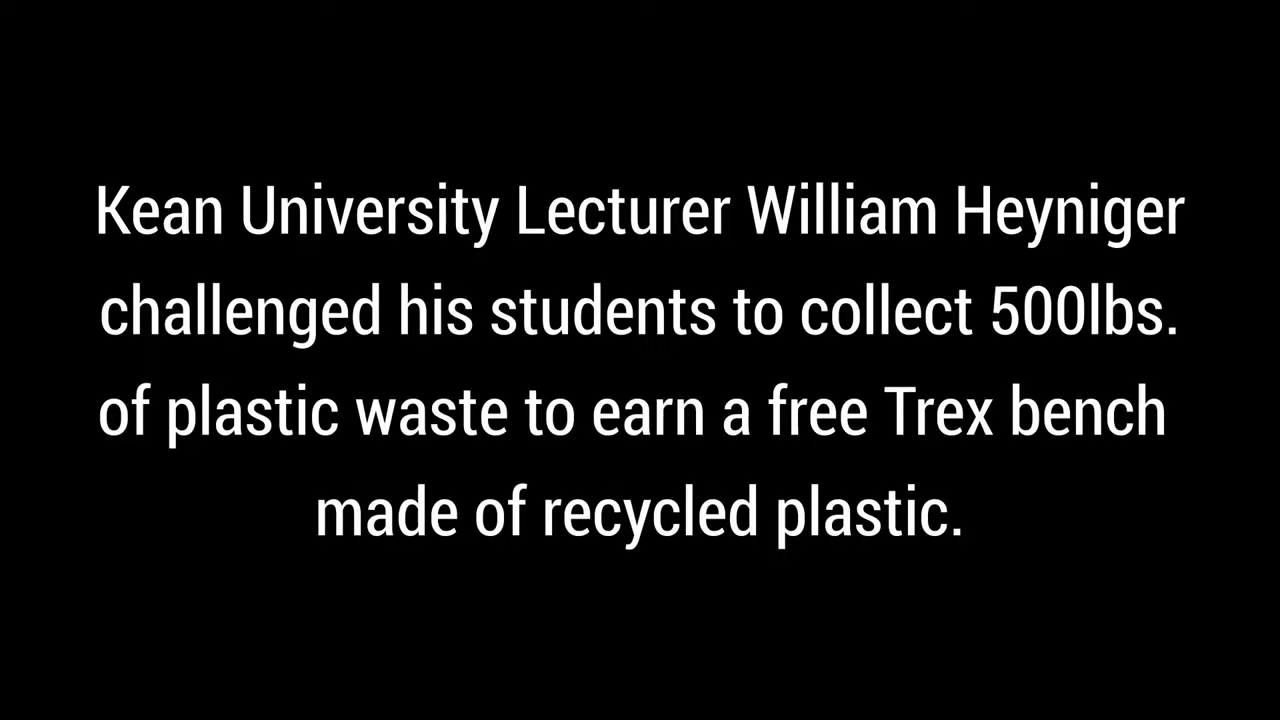 Kean University Lecturer William Heyniger
challenged his students to collect 500lbs.
of plastic waste to earn a free Trex bench
made of recycled plastic.